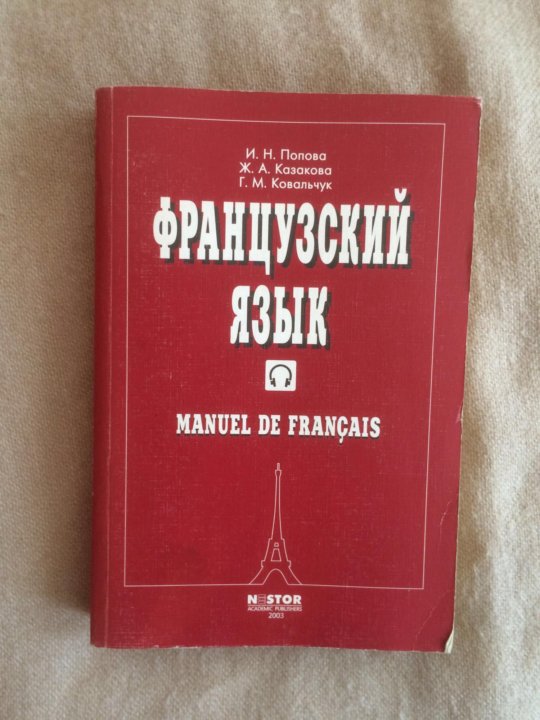 И. Н. Попова
Ж. А. Казакова
Г. М. Ковальчук
ФРАНЦУЗСКИЙ
ЯЗЫК
MANUEL DE FRANÇAIS
NESTOR
ACADEMIC PUBLISHERS
2003